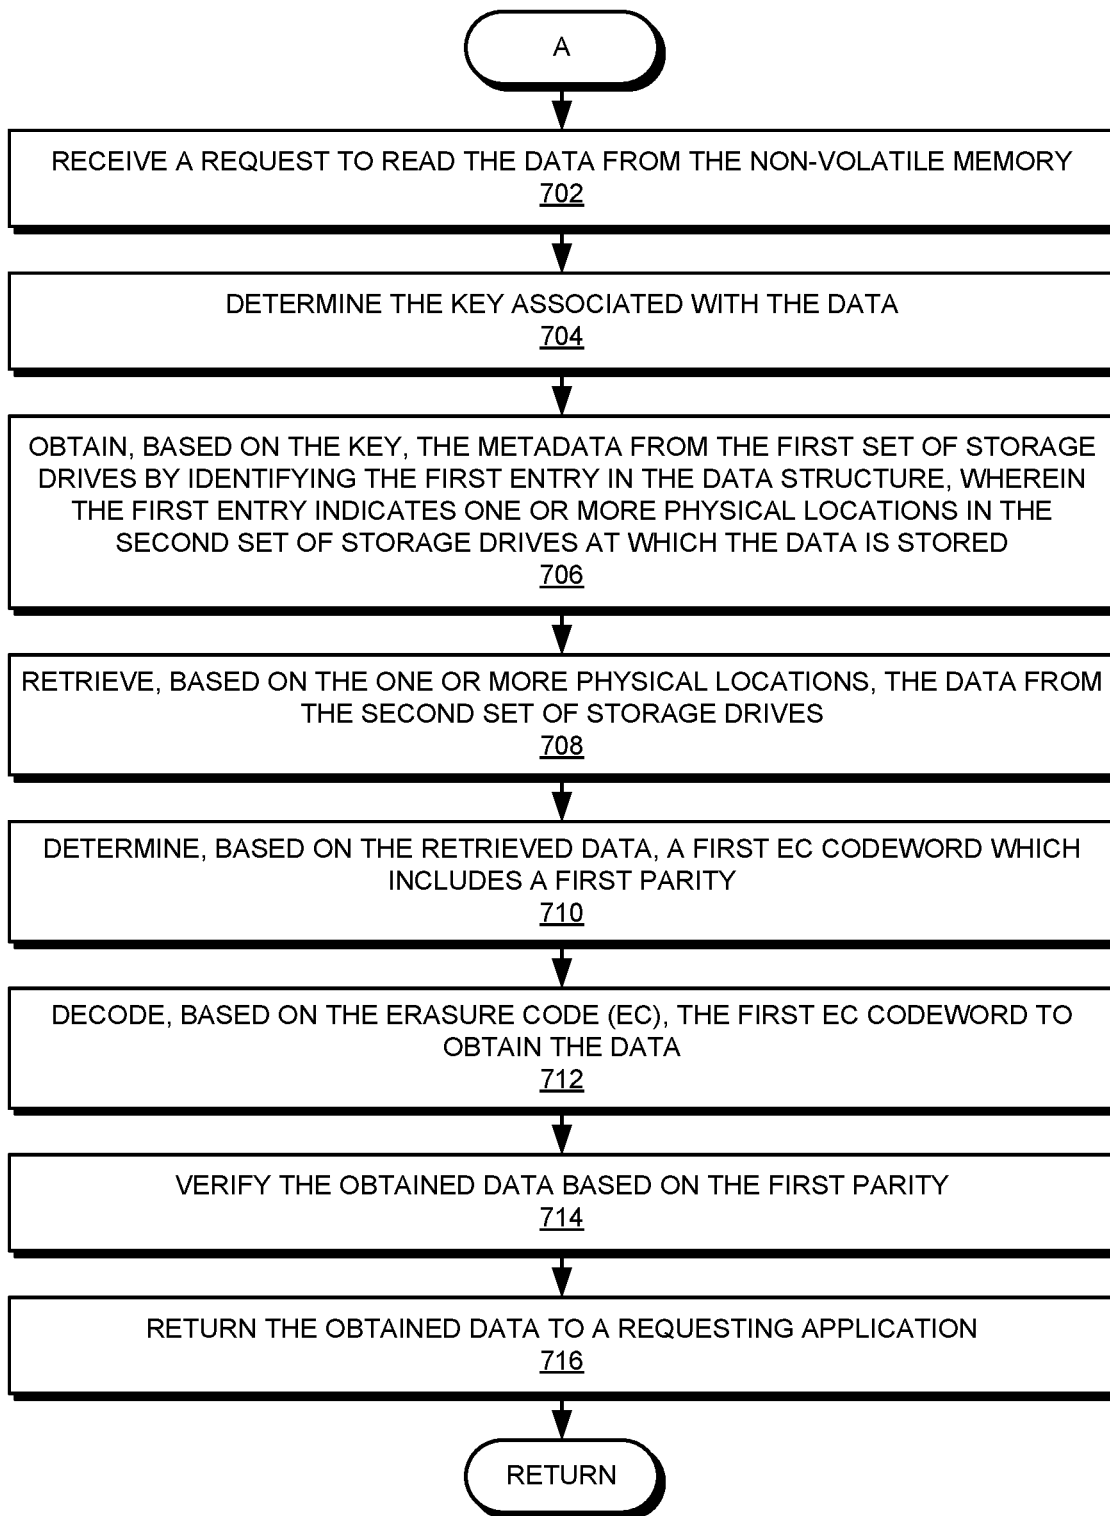 A
RECEIVE A REQUEST TO READ THE DATA FROM THE NON-VOLATILE MEMORY
702
DETERMINE THE KEY ASSOCIATED WITH THE DATA
704
OBTAIN, BASED ON THE KEY, THE METADATA FROM THE FIRST SET OF STORAGE
DRIVES BY IDENTIFYING THE FIRST ENTRY IN THE DATA STRUCTURE, WHEREIN
THE FIRST ENTRY INDICATES ONE OR MORE PHYSICAL LOCATIONS IN THE
SECOND SET OF STORAGE DRIVES AT WHICH THE DATA IS STORED
706
RETRIEVE, BASED ON THE ONE OR MORE PHYSICAL LOCATIONS, THE DATA FROM
THE SECOND SET OF STORAGE DRIVES
708
DETERMINE, BASED ON THE RETRIEVED DATA, A FIRST EC CODEWORD WHICH
INCLUDES A FIRST PARITY
710
DECODE, BASED ON THE ERASURE CODE (EC), THE FIRST EC CODEWORD TO
OBTAIN THE DATA
712
VERIFY THE OBTAINED DATA BASED ON THE FIRST PARITY
714
RETURN THE OBTAINED DATA TO A REQUESTING APPLICATION
716
RETURN